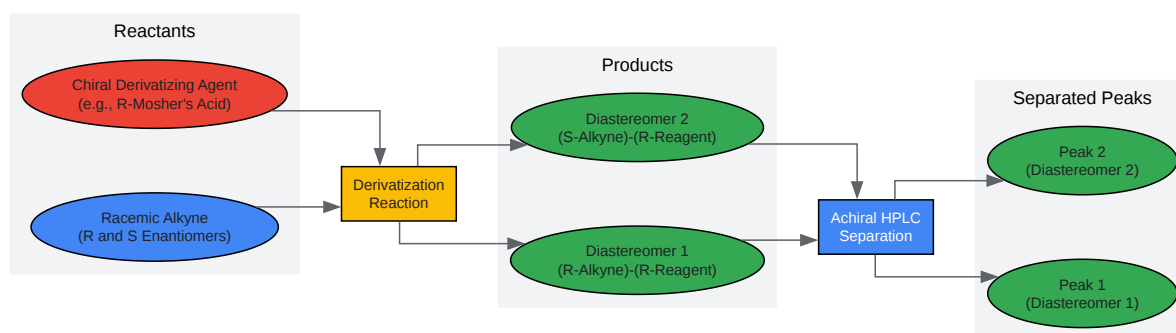 Reactants
Chiral Derivatizing Agent
(e.g., R-Mosher's Acid)
Racemic Alkyne
(R and S Enantiomers)
Derivatization
Reaction
Products
Diastereomer 2
(S-Alkyne)-(R-Reagent)
Diastereomer 1
(R-Alkyne)-(R-Reagent)
Achiral HPLC
Separation
Separated Peaks
Peak 2
(Diastereomer 2)
Peak 1
(Diastereomer 1)